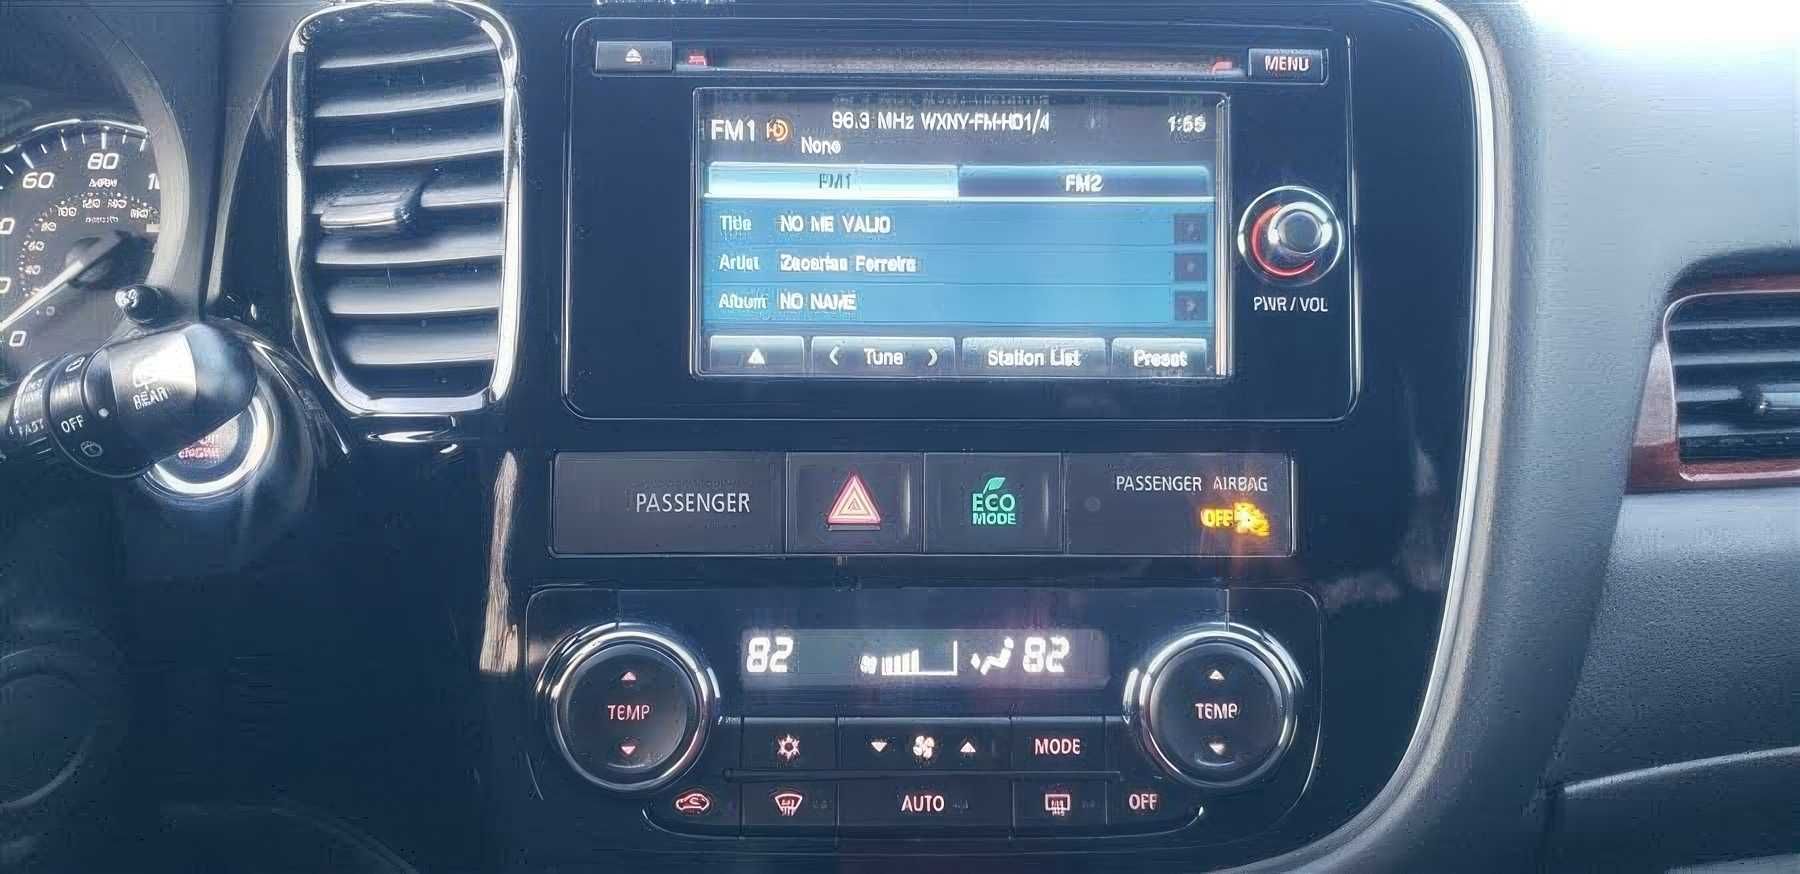 MENU
FM1 96.3 MHz WXNY-FM-HD1/4 1:55
None
FM1 FM2
Title NO ME VALIO
Artist Zacarias Ferreira
Album NO NAME
Tune Station List Preset
PWR / VOL
80
60
0
REAR
OFF
PASSENGER
ECO
MODE
PASSENGER AIRBAG
OFF
82 82
TEMP
TEMP
MODE
AUTO
OFF